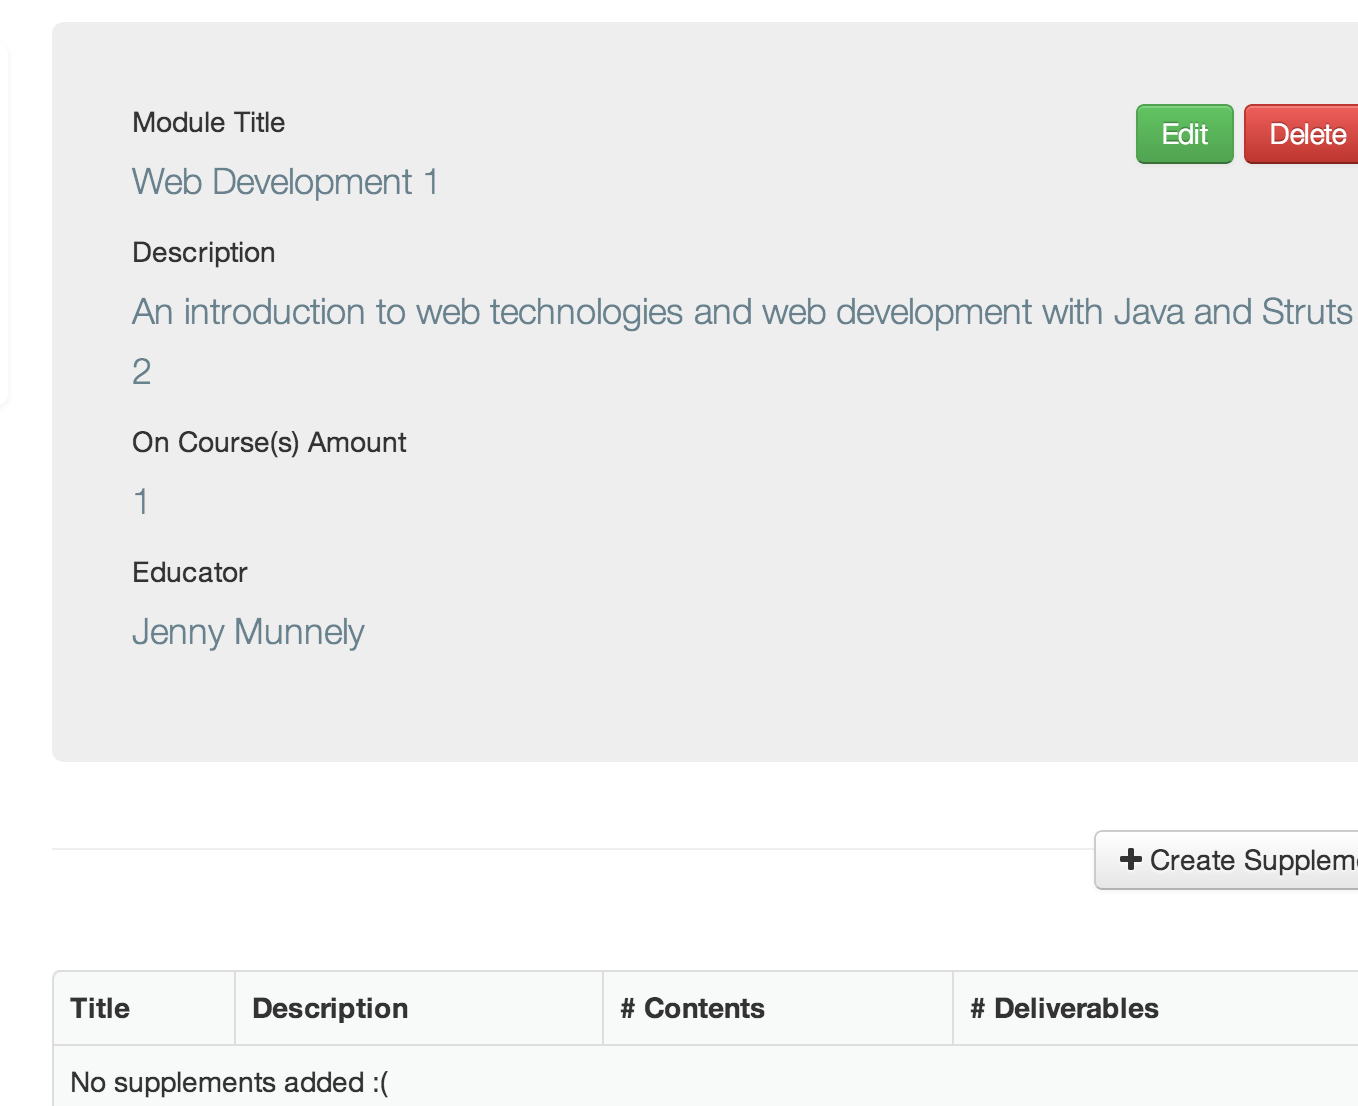 Module Title
Edit
Delete
Web Development 1
Description
An introduction to web technologies and web development with Java and Struts
2
On Course(s) Amount
1
Educator
Jenny Munnely
+ Create
Title
Description
# Contents
# Deliverables
No supplements added :(